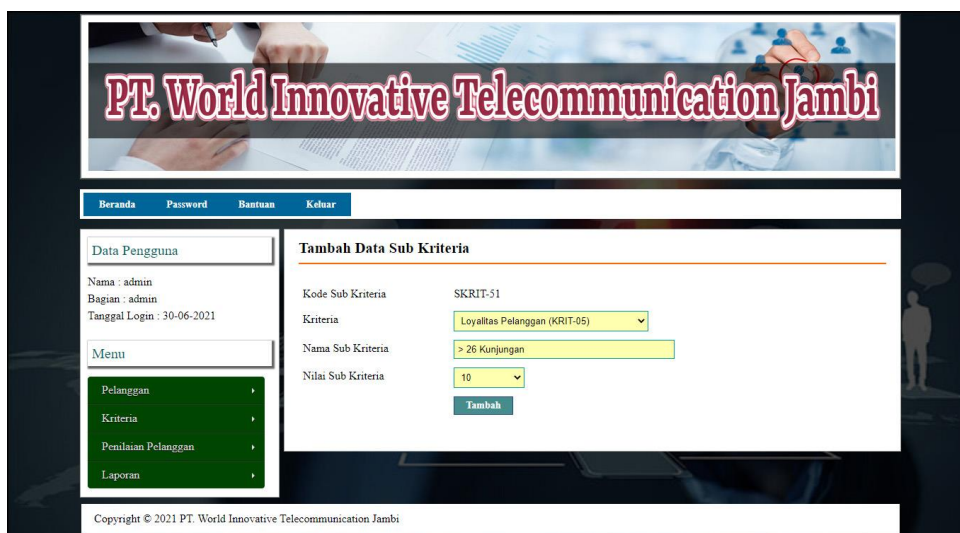 PT. World Innovative Telecommunication Jambi
Beranda Password Bantuan Keluar
Data Pengguna
Nama : admin
Bagian : admin
Tanggal Login : 30-06-2021
Menu
Pelanggan
Kriteria
Penilaian Pelanggan
Laporan
Tambah Data Sub Kriteria
Kode Sub Kriteria SKRIT-51
Kriteria Loyalitas Pelanggan (KRIT-05)
Nama Sub Kriteria > 26 Kunjungan
Nilai Sub Kriteria 10
Tambah
Copyright © 2021 PT. World Innovative Telecommunication Jambi